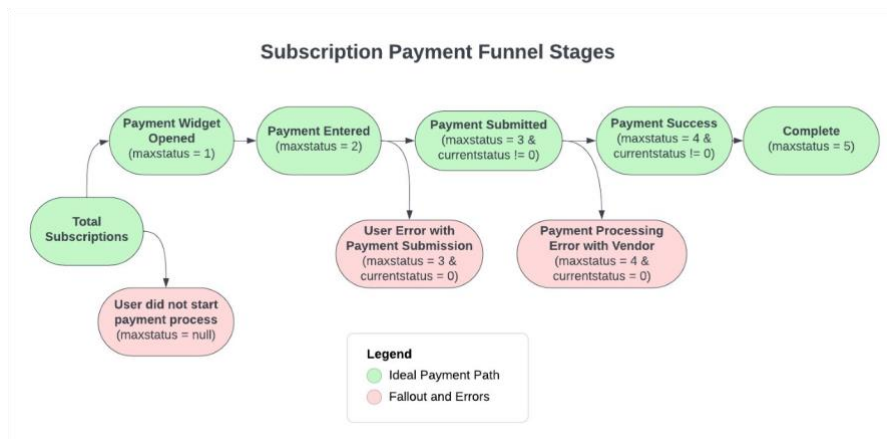 Subscription Payment Funnel Stages
Payment Widget
Opened
(maxstatus = 1)
Payment Entered
(maxstatus = 2)
Payment Submitted
(maxstatus = 3 &
currentstatus != 0)
Payment Success
(maxstatus = 4 &
currentstatus != 0)
Complete
(maxstatus = 5)
Total
Subscriptions
User Error with
Payment Submission
(maxstatus = 3 &
currentstatus = 0)
Payment Processing
Error with Vendor
(maxstatus = 4 &
currentstatus = 0)
User did not start
payment process
(maxstatus = null)
Legend
Ideal Payment Path
Fallout and Errors